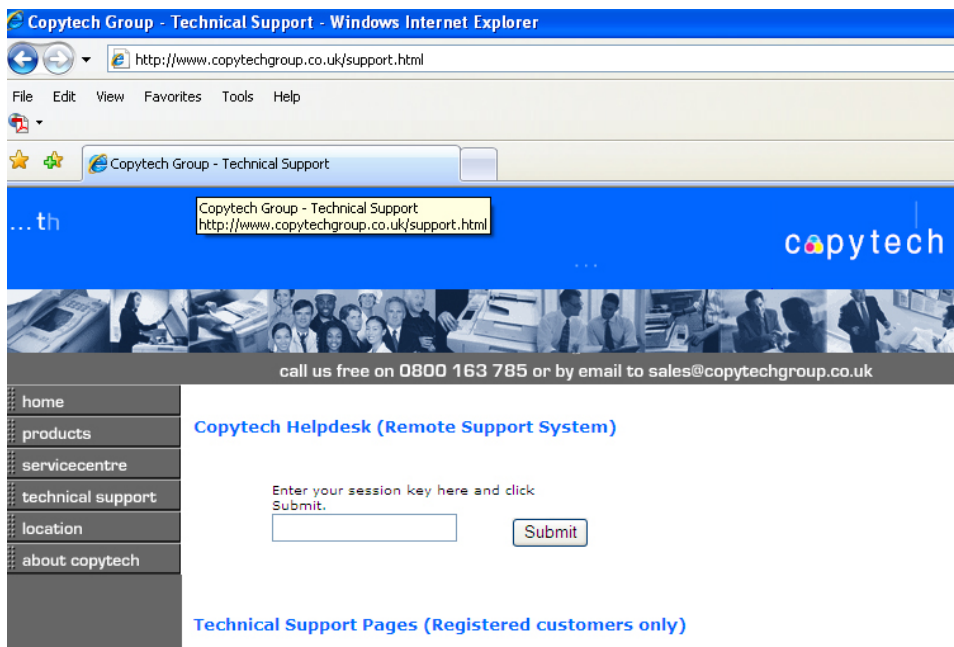 Copytech Group - Technical Support - Windows Internet Explorer
http://www.copytechgroup.co.uk/support.html
File Edit View Favorites Tools Help
Copytech Group - Technical Support
...th
Copytech Group - Technical Support
http://www.copytechgroup.co.uk/support.html
...
copytech
call us free on 0800 163 785 or by email to sales@copytechgroup.co.uk
home
products
servicecentre
technical support
location
about copytech
Copytech Helpdesk (Remote Support System)
Enter your session key here and click
Submit.
Submit
Technical Support Pages (Registered customers only)